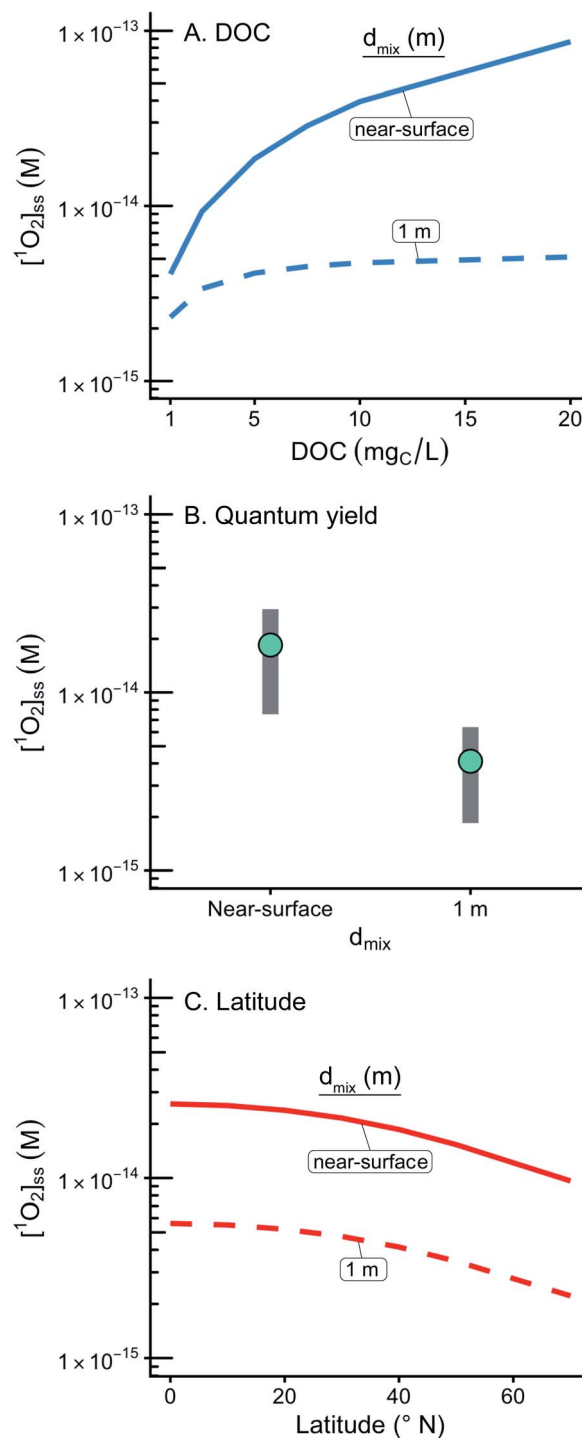 A. DOC
d_mix (m)
near-surface
1 m
1 × 10⁻¹³
1 × 10⁻¹⁴
1 × 10⁻¹⁵
[¹O₂]ss (M)
1 5 10 15 20
DOC (mg_C/L)
B. Quantum yield
1 × 10⁻¹³
1 × 10⁻¹⁴
1 × 10⁻¹⁵
[¹O₂]ss (M)
Near-surface 1 m
d_mix
C. Latitude
d_mix (m)
near-surface
1 m
1 × 10⁻¹³
1 × 10⁻¹⁴
1 × 10⁻¹⁵
[¹O₂]ss (M)
0 20 40 60
Latitude (° N)